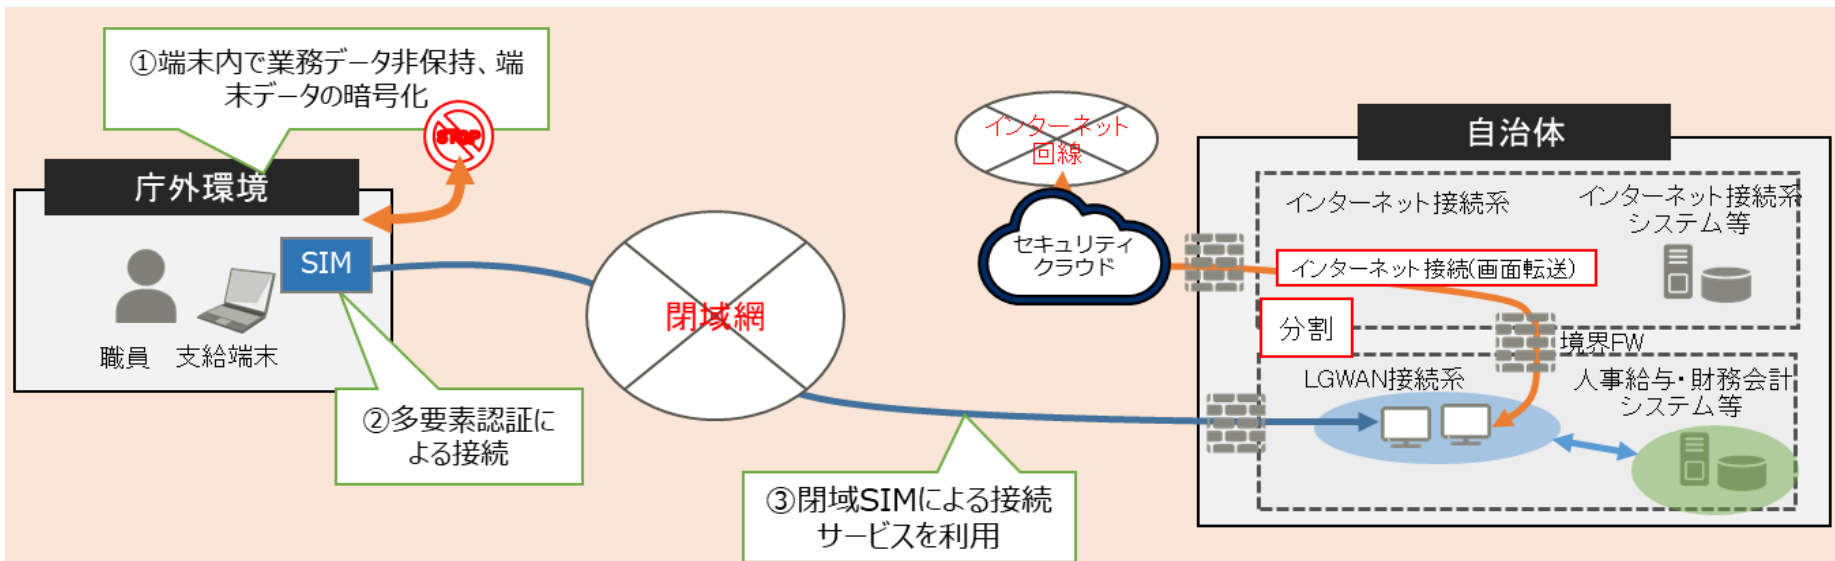 ①端末内で業務データ非保持、端
末データの暗号化
STOP
庁外環境
SIM
職員
支給端末
②多要素認証に
よる接続
閉域網
③閉域SIMによる接続
サービスを利用
インターネット
回線
セキュリティ
クラウド
自治体
インターネット接続系
インターネット接続系
システム等
インターネット接続(画面転送)
分割
境界FW
LGWAN接続系
人事給与・財務会計
システム等